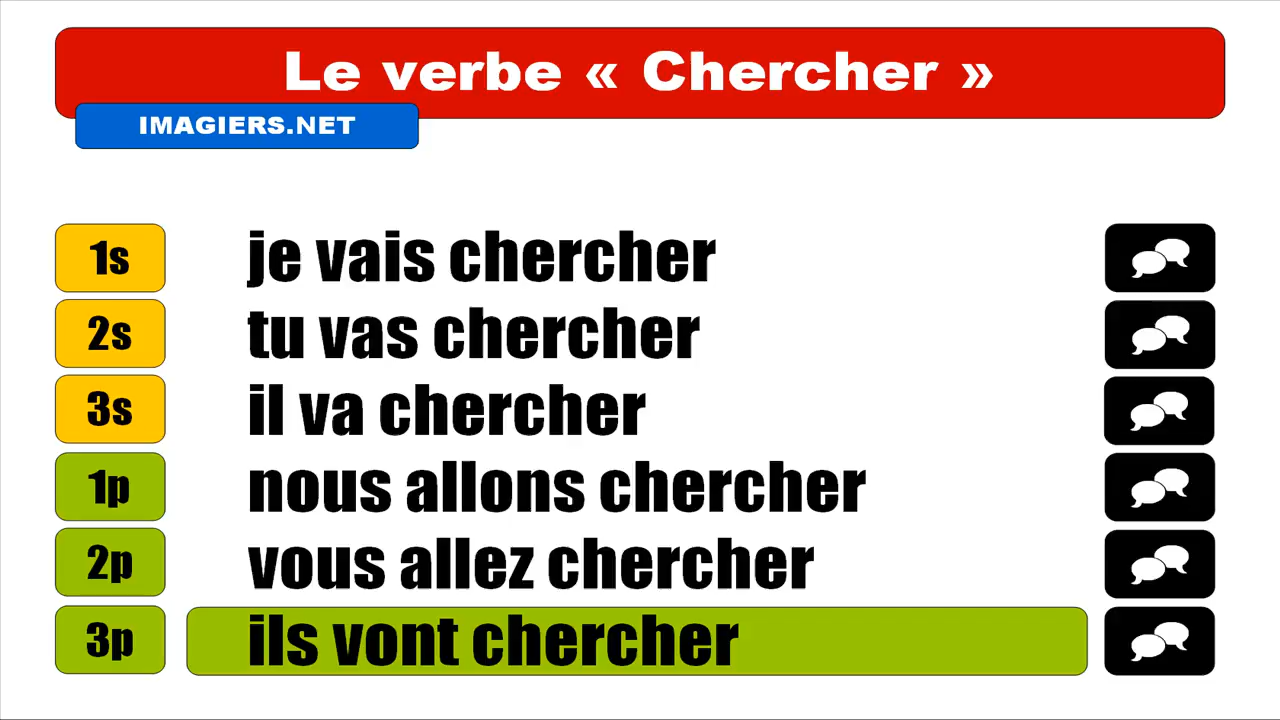 Le verbe « Chercher »
IMAGIERS.NET
1s je vais chercher
2s tu vas chercher
3s il va chercher
1p nous allons chercher
2p vous allez chercher
3p ils vont chercher